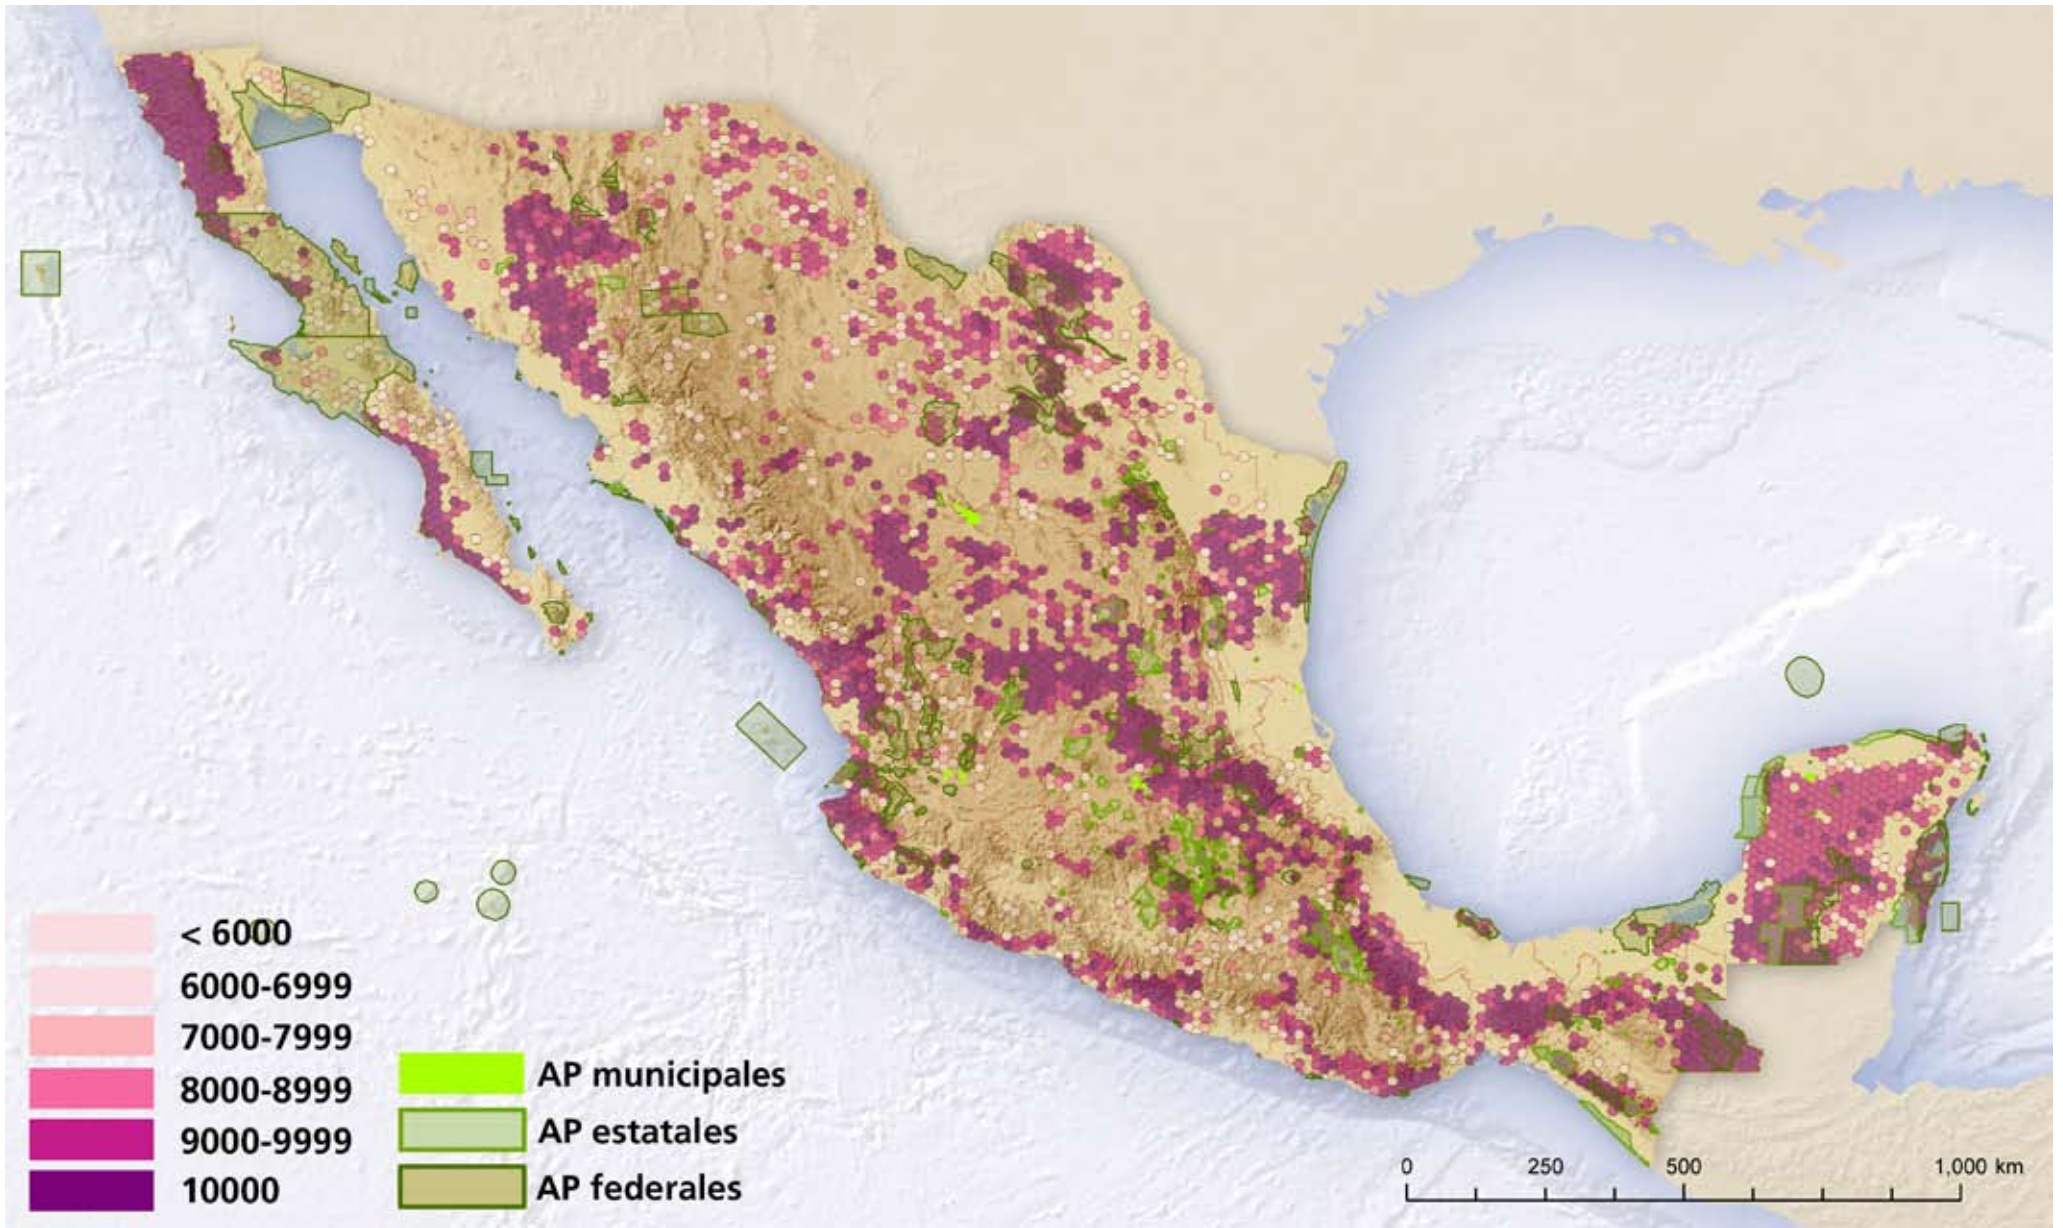 < 6000
6000-6999
7000-7999
8000-8999
9000-9999
10000
AP municipales
AP estatales
AP federales
0 250 500 1,000 km